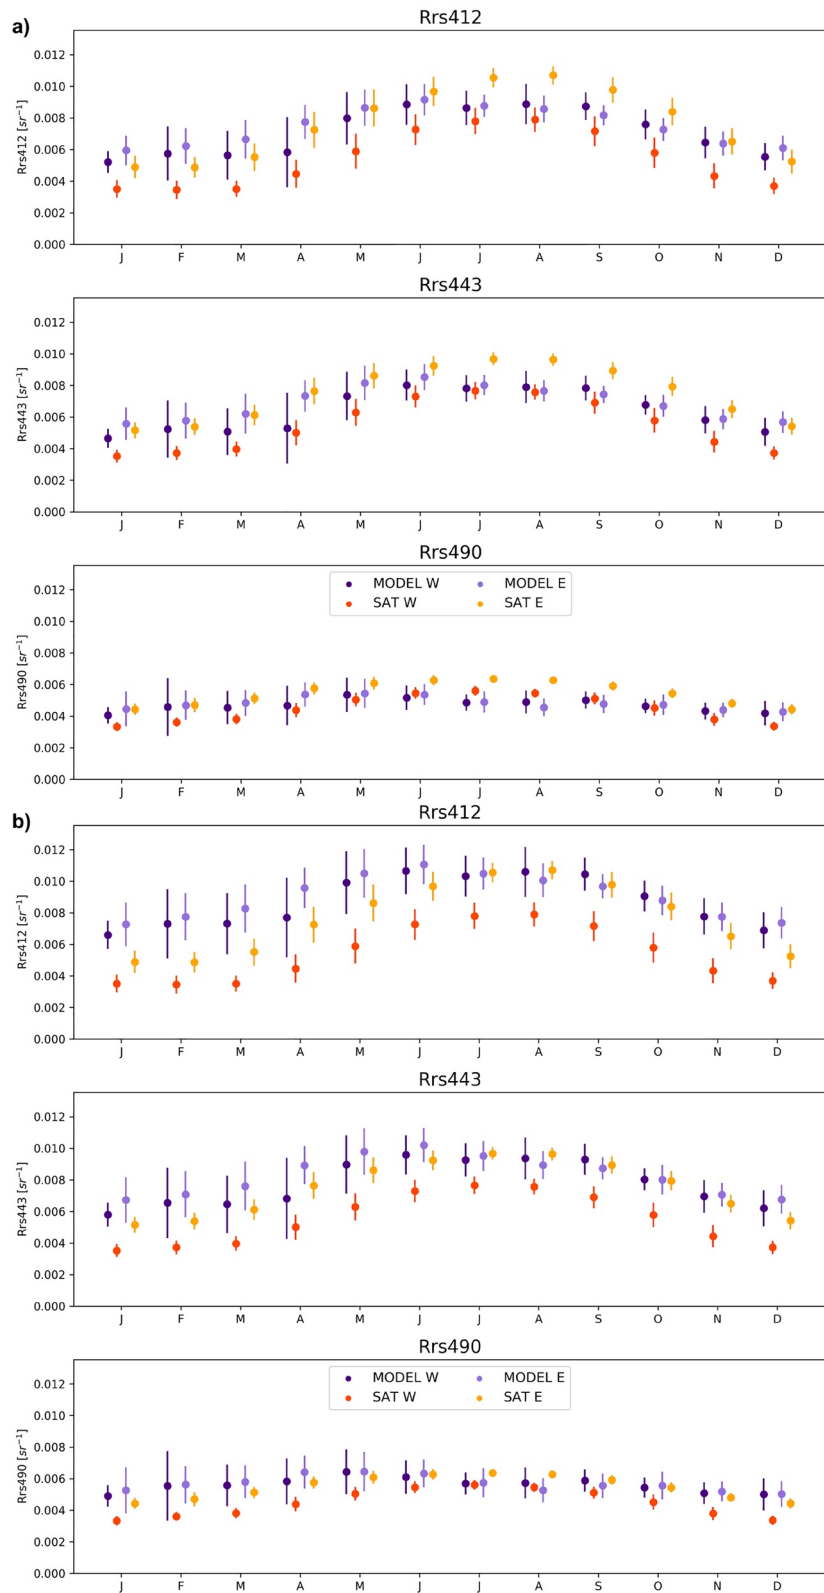 a)
Rrs412
0.012
0.010
0.008
0.006
0.004
0.002
0.000
Rrs412 [sr⁻¹]
J F M A M J J A S O N D
Rrs443
0.012
0.010
0.008
0.006
0.004
0.002
0.000
Rrs443 [sr⁻¹]
J F M A M J J A S O N D
Rrs490
MODEL W MODEL E
SAT W SAT E
0.012
0.010
0.008
0.006
0.004
0.002
0.000
Rrs490 [sr⁻¹]
J F M A M J J A S O N D
b)
Rrs412
0.012
0.010
0.008
0.006
0.004
0.002
0.000
Rrs412 [sr⁻¹]
J F M A M J J A S O N D
Rrs443
0.012
0.010
0.008
0.006
0.004
0.002
0.000
Rrs443 [sr⁻¹]
J F M A M J J A S O N D
Rrs490
MODEL W MODEL E
SAT W SAT E
0.012
0.010
0.008
0.006
0.004
0.002
0.000
Rrs490 [sr⁻¹]
J F M A M J J A S O N D